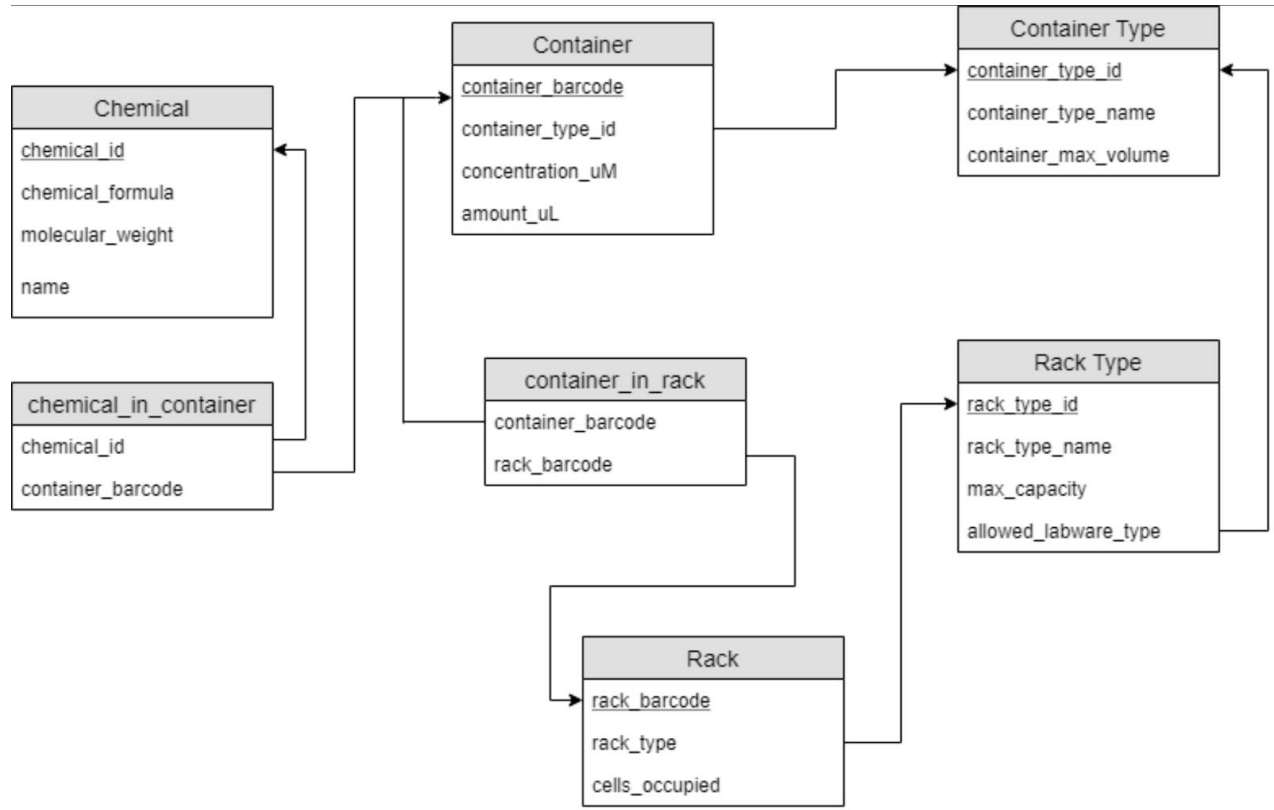 Chemical
chemical_id
chemical_formula
molecular_weight
name
Container
container_barcode
container_type_id
concentration_uM
amount_uL
Container Type
container_type_id
container_type_name
container_max_volume
chemical_in_container
chemical_id
container_barcode
container_in_rack
container_barcode
rack_barcode
Rack Type
rack_type_id
rack_type_name
max_capacity
allowed_labware_type
Rack
rack_barcode
rack_type
cells_occupied